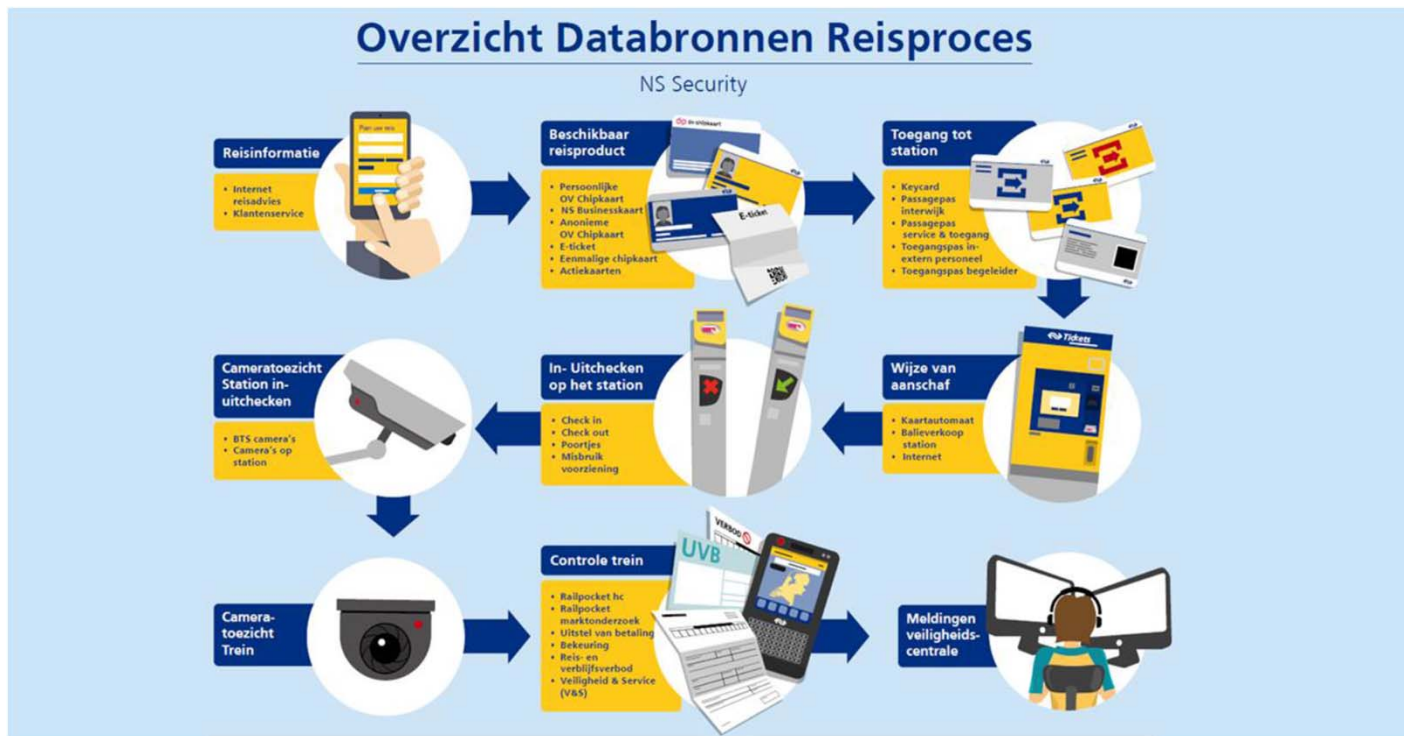 Overzicht Databronnen Reisproces
NS Security
Reisinformatie
• Internet
reisadvies
• Klantenservice
Plan uw reis
Beschikbaar
reisproduct
• Persoonlijke
OV Chipkaart
• NS Businesskaart
• Anonieme
OV Chipkaart
• E-ticket
• Eenmalige chipkaart
• Actiekaarten
ov-chipkaart
E-ticket
Toegang tot
station
• Keycard
• Passagepas
interwijk
• Passagepas
service & toegang
• Toegangspas in-
extern personeel
• Toegangspas begeleider
Cameratoezicht
Station in-
uitchecken
• BTS camera's
• Camera's op
station
In- Uitchecken
op het station
• Check in
• Check out
• Poortjes
• Misbruik
voorziening
Wijze van
aanschaf
• Kaartautomaat
• Balieverkoop
station
• Internet
Tickets
Camera-
toezicht
Trein
Controle trein
• Railpocket hc
• Railpocket
marktonderzoek
• Uitstel van betaling
• Bekeuring
• Reis- en
verblijfsverbod
• Veiligheid & Service
(V&S)
VERBOD
UVB
Meldingen
veiligheids-
centrale